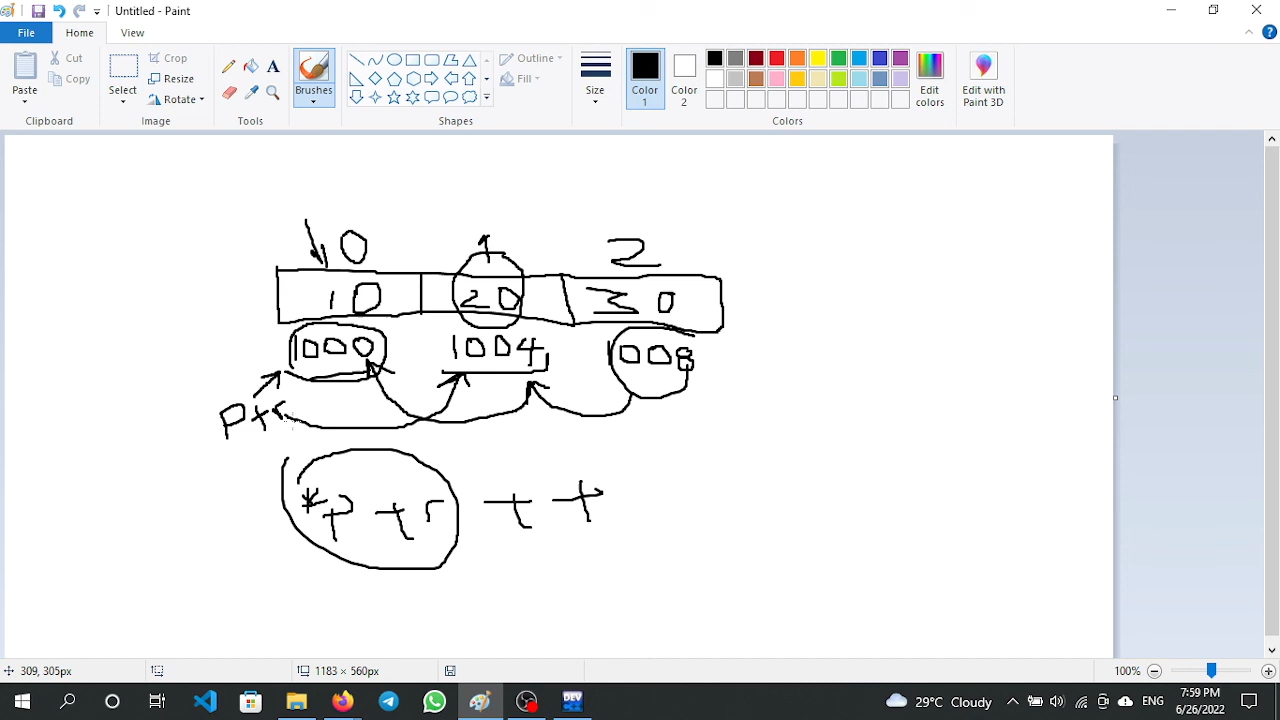 Untitled - Paint
File Home View
Paste Cut Copy
Clipboard
Select Crop Resize Rotate
Image
Tools
Brushes
Outline Fill
Shapes
Size
Color 1 Color 2
Edit colors
Colors
Edit with Paint 3D
0 1 2
10 20 30
1000 1004 1008
ptr
*ptr ++
309, 305px 1183 × 560px 100%
DEV
29°C Cloudy ENG 7:59 PM 6/26/2022